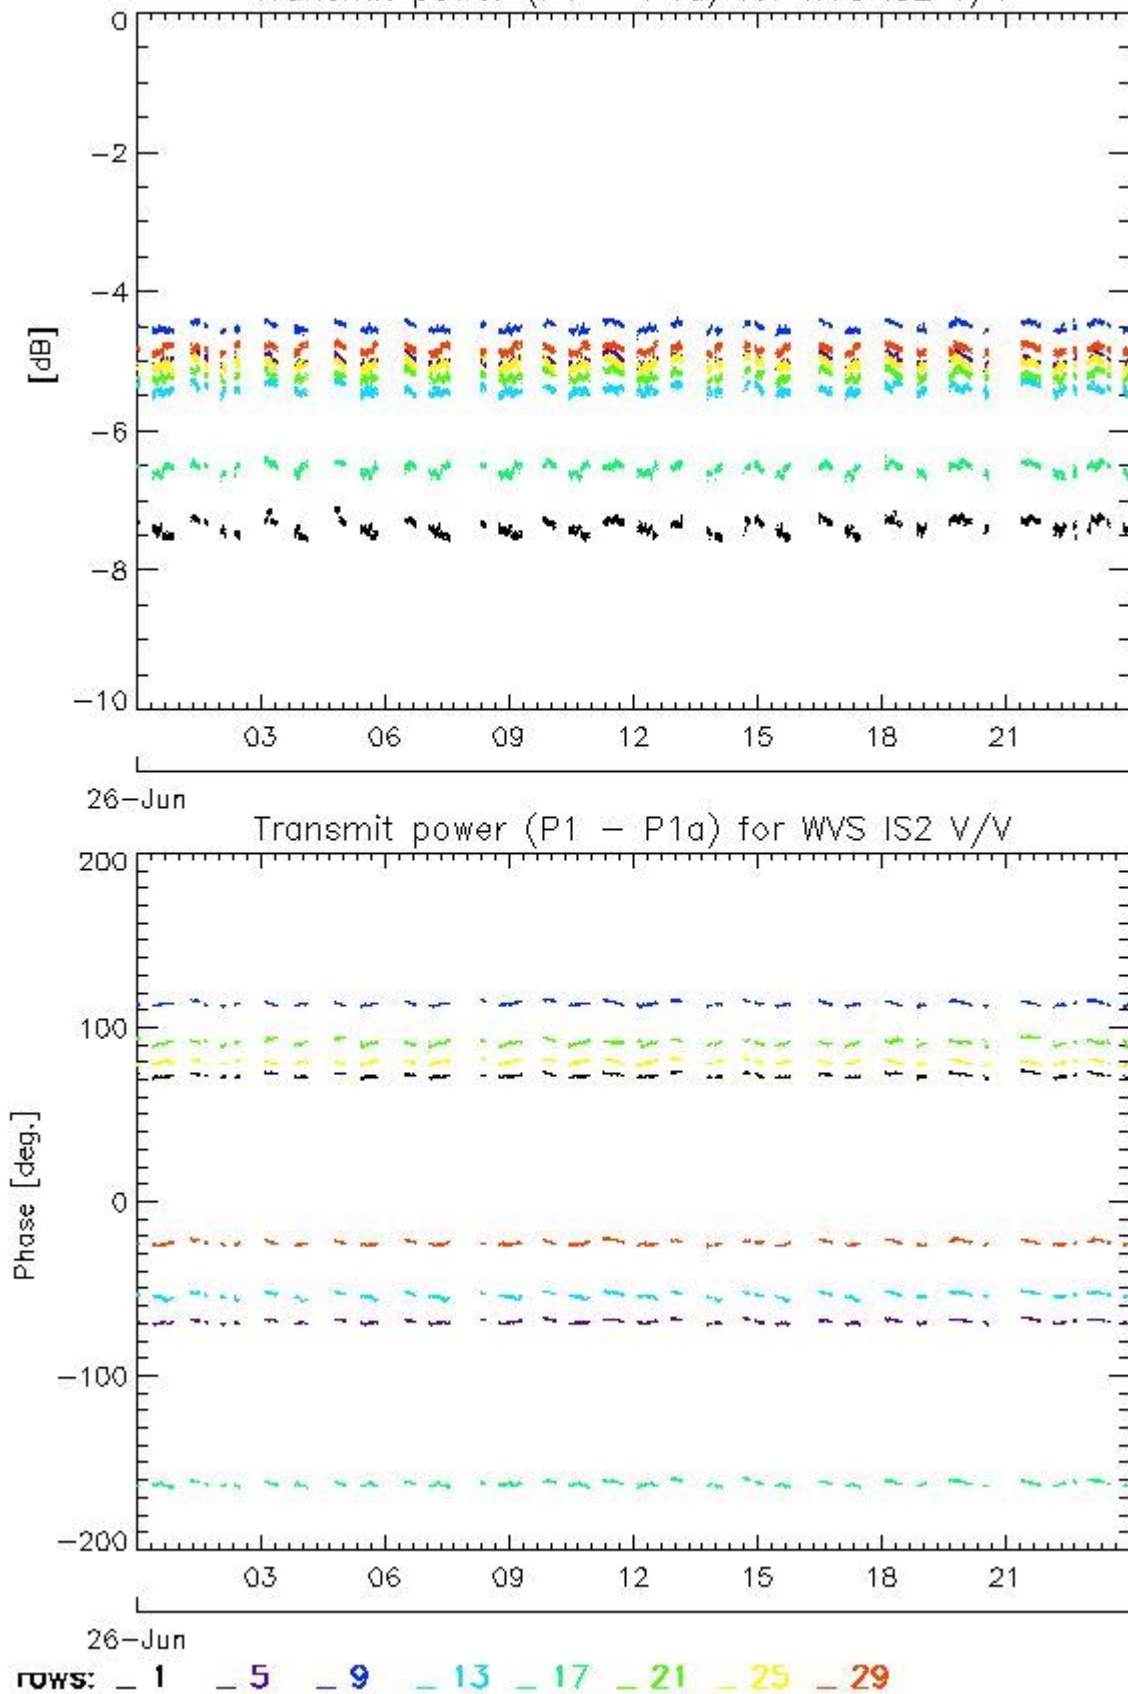 0
−2
−4
[dB]
−6
−8
−10
03 06 09 12 15 18 21
26−Jun
Transmit power (P1 − P1a) for WVS IS2 V/V
200
100
Phase [deg.]
0
−100
−200
03 06 09 12 15 18 21
26−Jun
rows: _ 1 _ 5 _ 9 _ 13 _ 17 _ 21 _ 25 _ 29